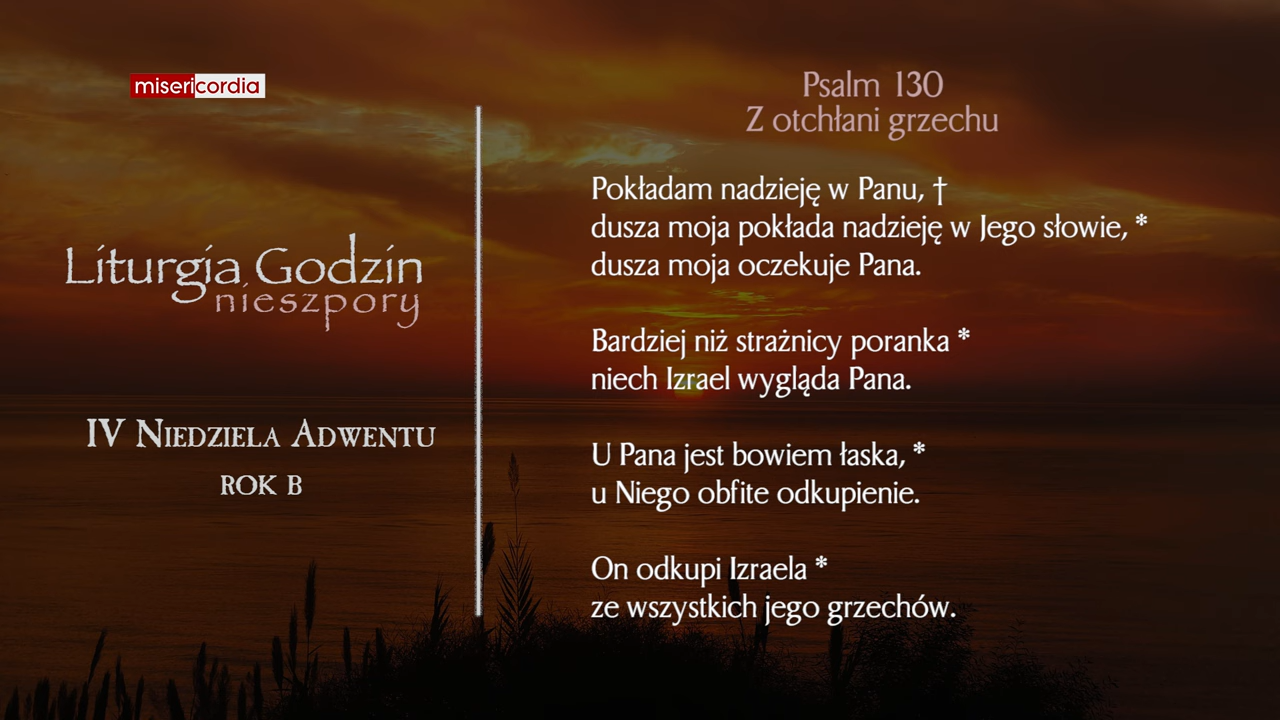 misericordia
Liturgia Godzin
nieszpory
IV Niedziela Adwentu
ROK B
Psalm 130
Z otchłani grzechu
Pokładam nadzieję w Panu, †
dusza moja pokłada nadzieję w Jego słowie, *
dusza moja oczekuje Pana.
Bardziej niż strażnicy poranka *
niech Izrael wygląda Pana.
U Pana jest bowiem łaska, *
u Niego obfite odkupienie.
On odkupi Izraela *
ze wszystkich jego grzechów.